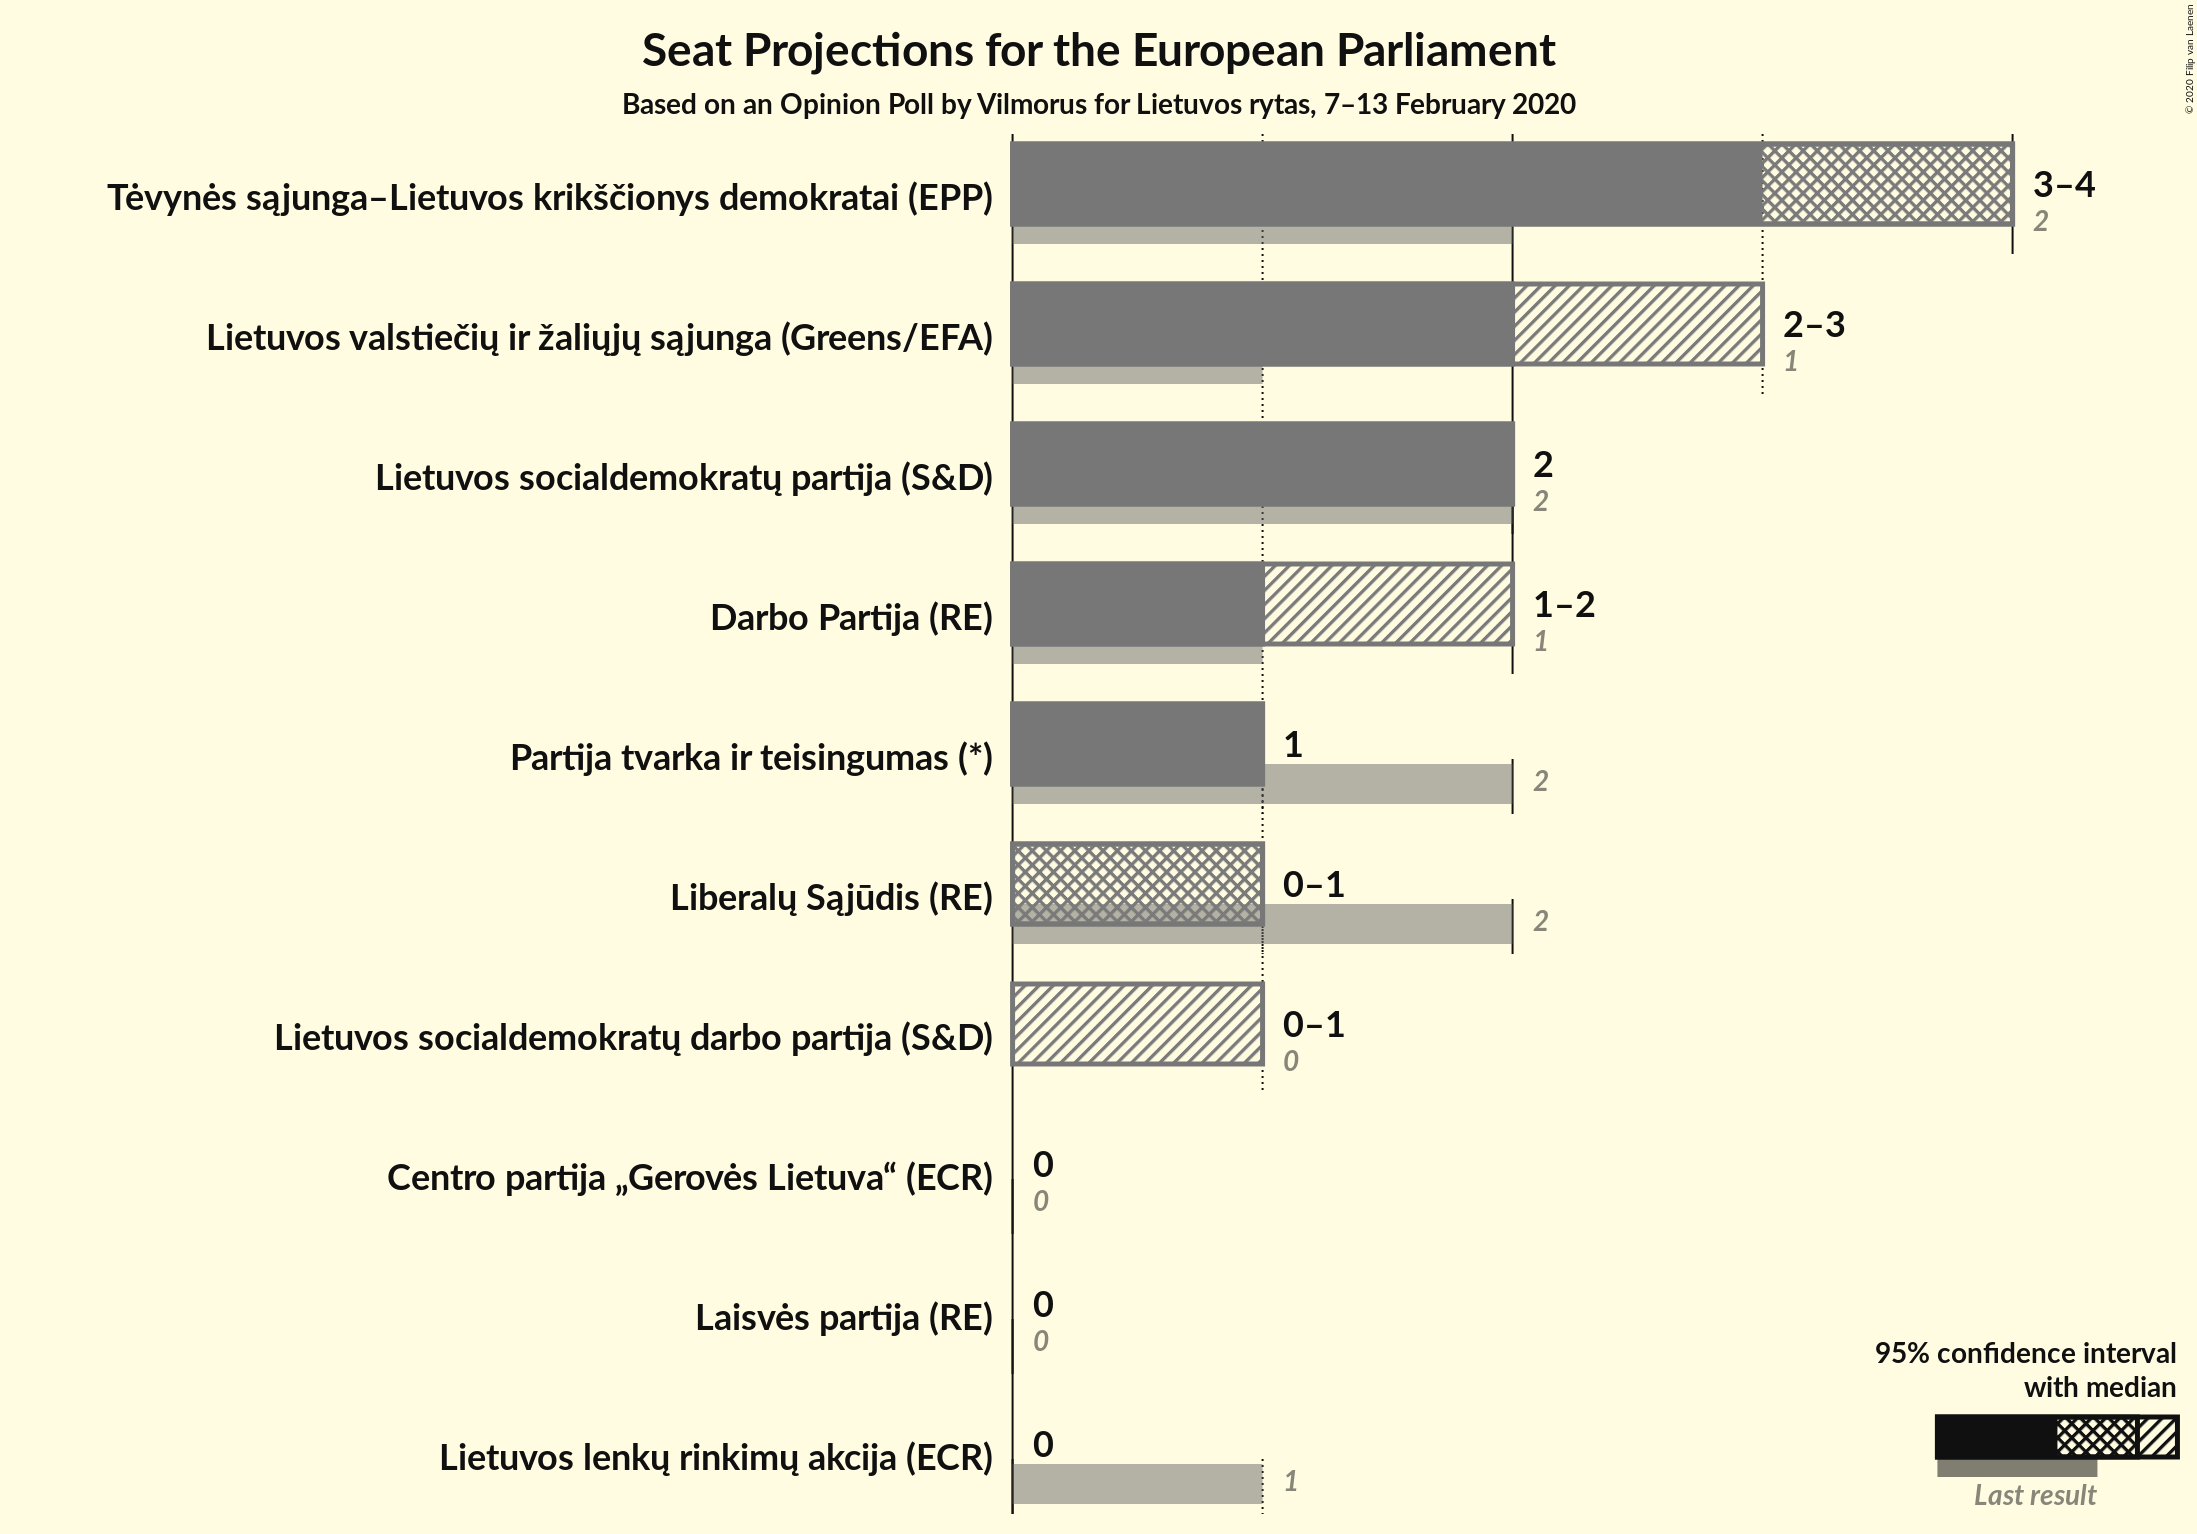 Seat Projections for the European Parliament
Based on an Opinion Poll by Vilmorus for Lietuvos rytas, 7–13 February 2020
© 2020 Filip van Laenen
Tėvynės sąjunga–Lietuvos krikščionys demokratai (EPP)
3–4
2
Lietuvos valstiečių ir žaliųjų sąjunga (Greens/EFA)
2–3
1
Lietuvos socialdemokratų partija (S&D)
2
2
Darbo Partija (RE)
1–2
1
Partija tvarka ir teisingumas (*)
1
2
Liberalų Sąjūdis (RE)
0–1
2
Lietuvos socialdemokratų darbo partija (S&D)
0–1
0
Centro partija „Gerovės Lietuva“ (ECR)
0
0
Laisvės partija (RE)
0
0
Lietuvos lenkų rinkimų akcija (ECR)
0
1
95% confidence interval
with median
Last result